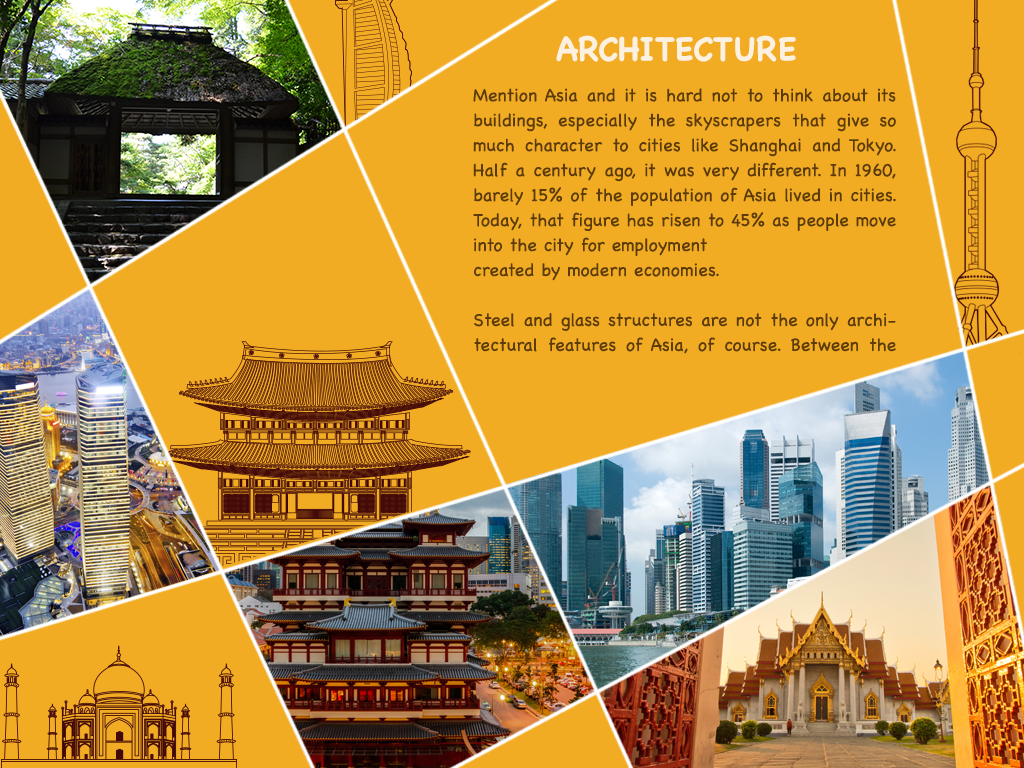 ARCHITECTURE
Mention Asia and it is hard not to think about its
buildings, especially the skyscrapers that give so
much character to cities like Shanghai and Tokyo.
Half a century ago, it was very different. In 1960,
barely 15% of the population of Asia lived in cities.
Today, that figure has risen to 45% as people move
into the city for employment
created by modern economies.
Steel and glass structures are not the only archi-
tectural features of Asia, of course. Between the